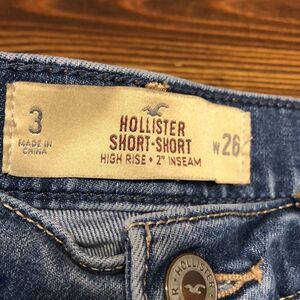 3
MADE IN
CHINA
HOLLISTER
SHORT-SHORT
HIGH RISE • 2" INSEAM
W 26
HOLLISTER